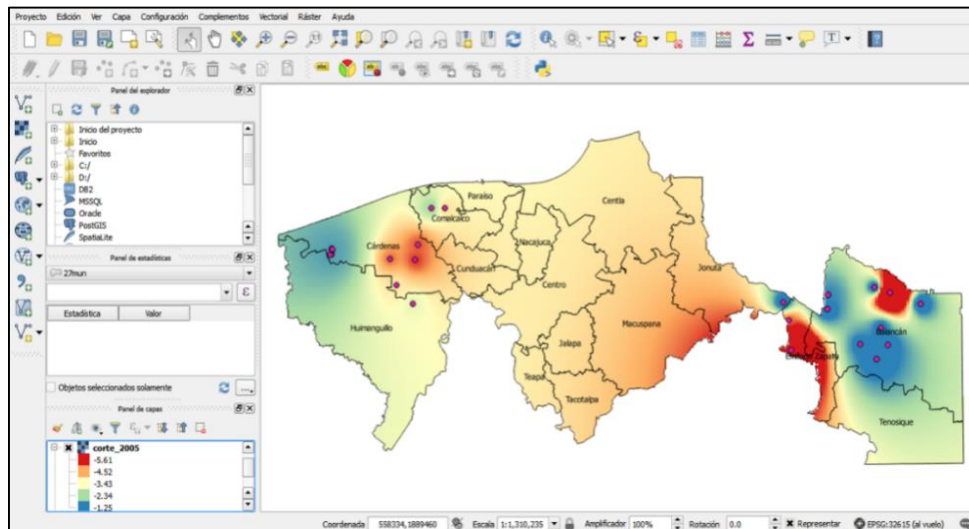 Proyecto Edición Ver Capa Configuración Complementos Vectorial Ráster Ayuda
Panel del explorador
Inicio del proyecto
Inicio
Favoritos
C:/
D:/
DB2
MSSQL
Oracle
PostGIS
SpatiaLite
Panel de estadísticas
27mun
Estadística Valor
Objetos seleccionados solamente
Panel de capas
corte_2005
-5.61
-4.52
-3.43
-2.34
-1.25
Paraíso
Centla
Comalcalco
Cárdenas
Nacajuca
Jonuta
Cunduacán
Centro
Huimanguillo
Macuspana
Balancán
Emiliano Zapata
Jalapa
Teapa
Tacotalpa
Tenosique
Coordenada 558334,1889460 Escala 1:1,310,235 Amplificador 100% Rotación 0.0 Representar EPSG:32615 (al vuelo)